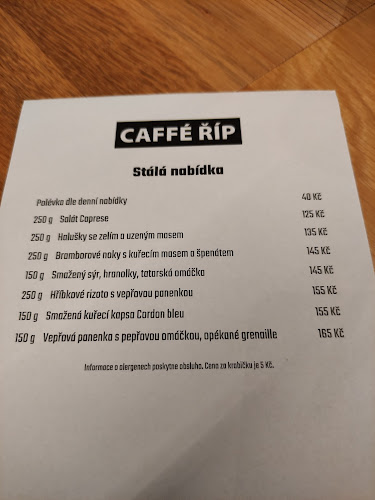 CAFFÉ ŘÍP
Stálá nabídka
Polévka dle denní nabídky 40 Kč
250 g Salát Caprese 125 Kč
250 g Halušky se zelím a uzeným masem 135 Kč
250 g Bramborové noky s kuřecím masem a špenátem 145 Kč
150 g Smažený sýr, hranolky, tatarská omáčka 145 Kč
250 g Hříbkové rizoto s vepřovou panenkou 155 Kč
150 g Smažená kuřecí kapsa Cordon bleu 155 Kč
150 g Vepřová panenka s pepřovou omáčkou, opékané grenaille 165 Kč
Informace o alergenech poskytne obsluha. Cena za krabičku je 5 Kč.